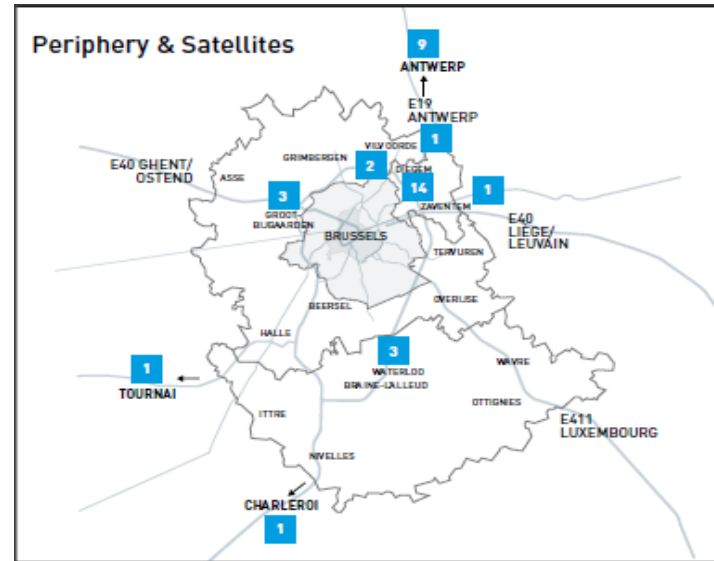 Periphery & Satellites
9
ANTWERP
E19
ANTWERP
1
VILVOORDE
GRIMBERGEN
2
DIEGEM
E40 GHENT/
OSTEND
ASSE
14
1
3
ZAVENTEM
GROOT-
BIJGAARDEN
E40
LIÈGE/
LEUVAIN
BRUSSELS
TERVUREN
OVERIJSE
BEERSEL
HALLE
3
WATERLOO
BRAINE-L'ALLEUD
WAVRE
1
TOURNAI
OTTIGNIES
ITTRE
E411
LUXEMBOURG
NIVELLES
CHARLEROI
1